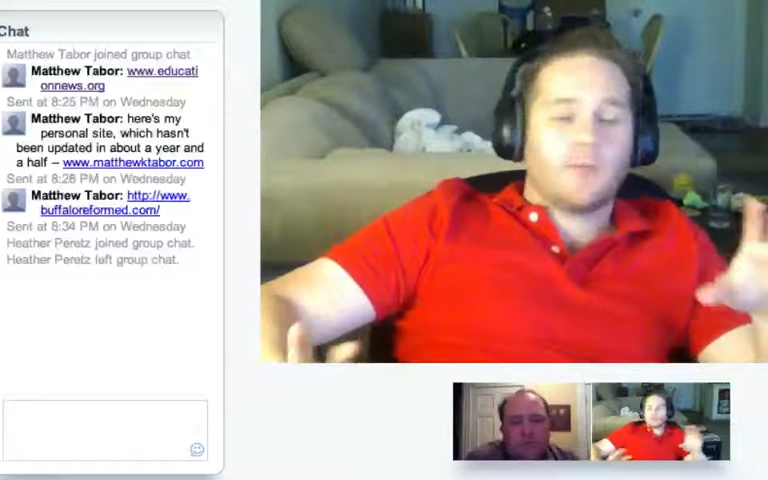 Chat
Matthew Tabor joined group chat
Matthew Tabor: www.educati
onnews.org
Sent at 8:25 PM on Wednesday
Matthew Tabor: here's my
personal site, which hasn't
been updated in about a year and
a half – www.matthewktabor.com
Sent at 8:28 PM on Wednesday
Matthew Tabor: http://www.
buffaloreformed.com/
Sent at 8:34 PM on Wednesday
Heather Peretz joined group chat.
Heather Peretz left group chat.